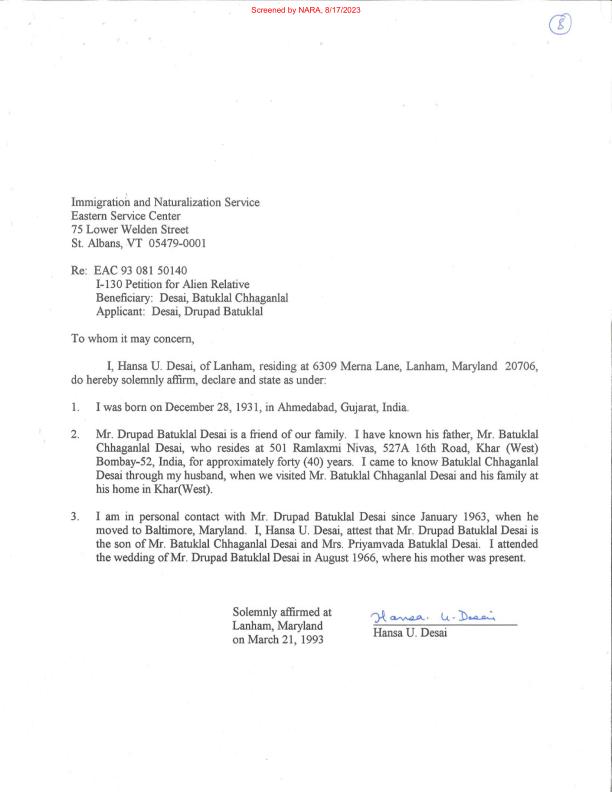 Screened by NARA, 8/17/2023
8
Immigration and Naturalization Service
Eastern Service Center
75 Lower Welden Street
St. Albans, VT 05479-0001
Re: EAC 93 081 50140
I-130 Petition for Alien Relative
Beneficiary: Desai, Batuklal Chhaganlal
Applicant: Desai, Drupad Batuklal
To whom it may concern,
I, Hansa U. Desai, of Lanham, residing at 6309 Merna Lane, Lanham, Maryland 20706,
do hereby solemnly affirm, declare and state as under:
1. I was born on December 28, 1931, in Ahmedabad, Gujarat, India.
2. Mr. Drupad Batuklal Desai is a friend of our family. I have known his father, Mr. Batuklal
Chhaganlal Desai, who resides at 501 Ramlaxmi Nivas, 527A 16th Road, Khar (West)
Bombay-52, India, for approximately forty (40) years. I came to know Batuklal Chhaganlal
Desai through my husband, when we visited Mr. Batuklal Chhaganlal Desai and his family at
his home in Khar(West).
3. I am in personal contact with Mr. Drupad Batuklal Desai since January 1963, when he
moved to Baltimore, Maryland. I, Hansa U. Desai, attest that Mr. Drupad Batuklal Desai is
the son of Mr. Batuklal Chhaganlal Desai and Mrs. Priyamvada Batuklal Desai. I attended
the wedding of Mr. Drupad Batuklal Desai in August 1966, where his mother was present.
Solemnly affirmed at
Lanham, Maryland
on March 21, 1993
Hansa. U. Desai
Hansa U. Desai